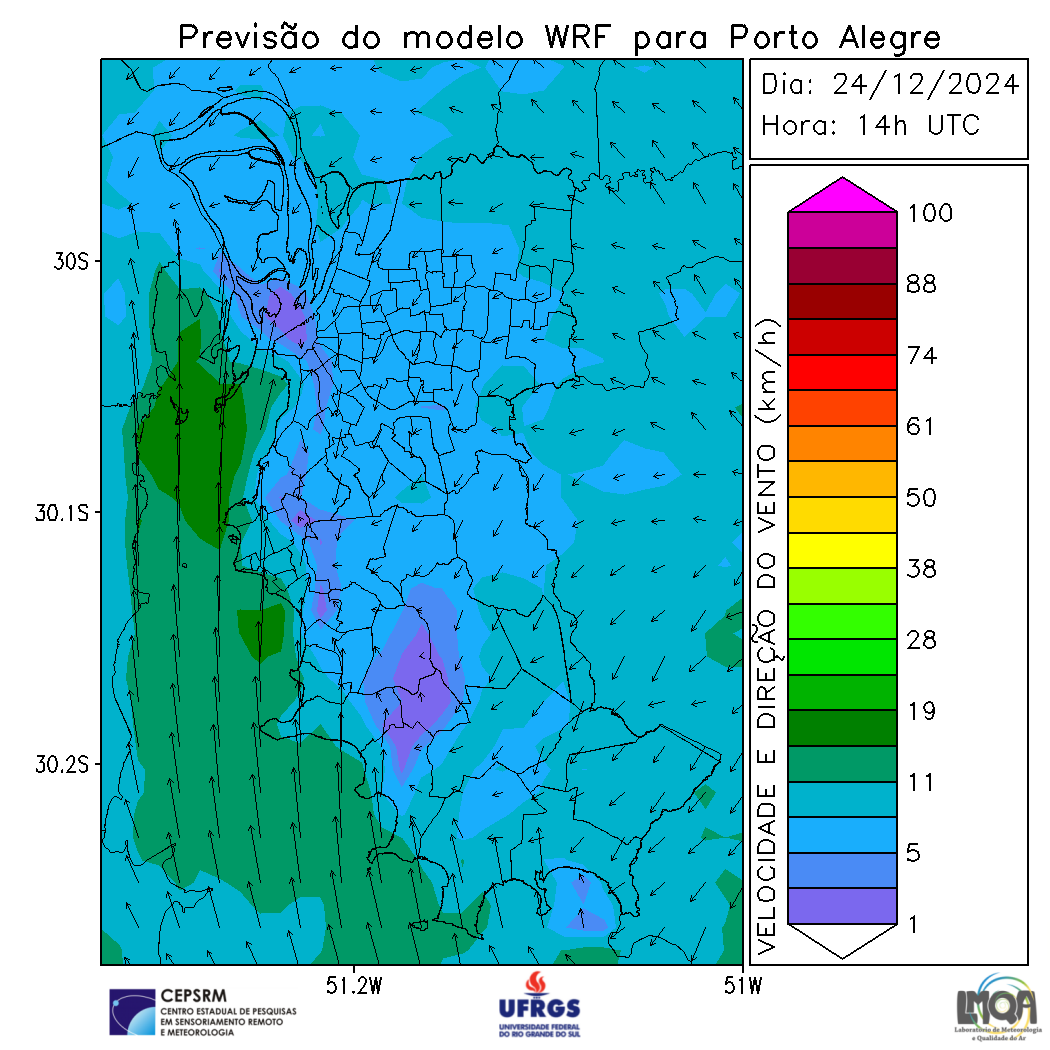 Previsão do modelo WRF para Porto Alegre
Dia: 24/12/2024
Hora: 14h UTC
30S
30.1S
30.2S
51.2W
51W
VELOCIDADE E DIREÇÃO DO VENTO (km/h)
100
88
74
61
50
38
28
19
11
5
1
CEPSRM
CENTRO ESTADUAL DE PESQUISAS
EM SENSORIAMENTO REMOTO
E METEOROLOGIA
UFRGS
UNIVERSIDADE FEDERAL
DO RIO GRANDE DO SUL
LMQA
Laboratório de Meteorologia
e Qualidade do Ar